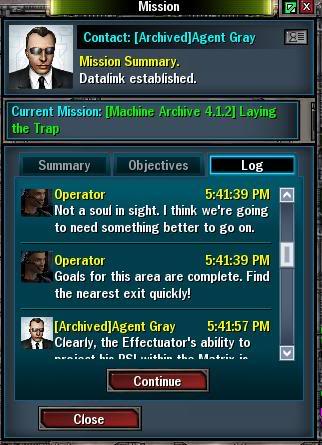 Mission
Contact: [Archived]Agent Gray
Mission Summary.
Datalink established.
Current Mission: [Machine Archive 4.1.2] Laying
the Trap
Summary
Objectives
Log
Operator 5:41:39 PM
Not a soul in sight. I think we're going
to need something better to go on.
Operator 5:41:39 PM
Goals for this area are complete. Find
the nearest exit quickly!
[Archived]Agent Gray 5:41:57 PM
Clearly, the Effectuator's ability to
project his RSI within the Matrix is
Continue
Close